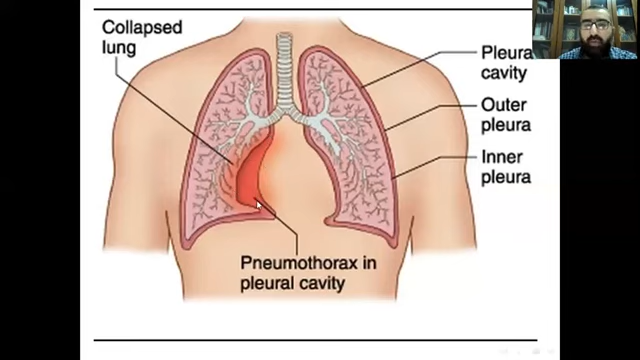 Collapsed
lung
Pleura
cavity
Outer
pleura
Inner
pleura
Pneumothorax in
pleural cavity